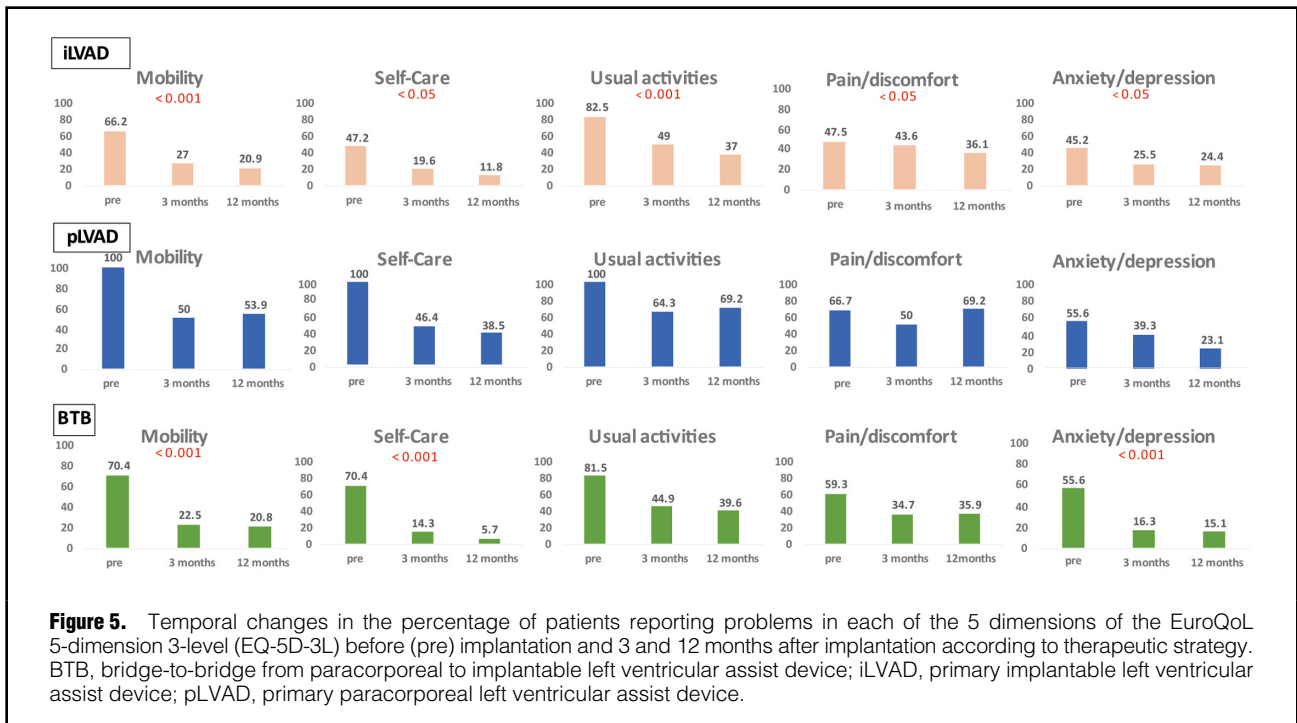 iLVAD
Mobility Self-Care Usual activities Pain/discomfort Anxiety/depression
<0.001 <0.05 <0.001 <0.05 <0.05
100 80 60 40 20 0 66.2 27 20.9
100 80 60 40 20 0 47.2 19.6 11.8
100 80 60 40 20 0 82.5 49 37
100 80 60 40 20 0 47.5 43.6 36.1
100 80 60 40 20 0 45.2 25.5 24.4
pre 3 months 12 months pre 3 months 12 months pre 3 months 12 months pre 3 months 12 months pre 3 months 12 months
pLVAD
Mobility Self-Care Usual activities Pain/discomfort Anxiety/depression
100 80 60 40 20 0 100 50 53.9
100 80 60 40 20 0 100 46.4 38.5
100 80 60 40 20 0 100 64.3 69.2
100 80 60 40 20 0 66.7 50 69.2
100 80 60 40 20 0 55.6 39.3 23.1
pre 3 months 12 months pre 3 months 12 months pre 3 months 12 months pre 3 months 12 months pre 3 months 12 months
BTB
Mobility Self-Care Usual activities Pain/discomfort Anxiety/depression
<0.001 <0.001 <0.001
100 80 60 40 20 0 70.4 22.5 20.8
100 80 60 40 20 0 70.4 14.3 5.7
100 80 60 40 20 0 81.5 44.9 39.6
100 80 60 40 20 0 59.3 34.7 35.9
100 80 60 40 20 0 55.6 16.3 15.1
pre 3 months 12 months pre 3 months 12 months pre 3 months 12 months pre 3 months 12months pre 3 months 12 months
Figure 5. Temporal changes in the percentage of patients reporting problems in each of the 5 dimensions of the EuroQoL
5-dimension 3-level (EQ-5D-3L) before (pre) implantation and 3 and 12 months after implantation according to therapeutic strategy.
BTB, bridge-to-bridge from paracorporeal to implantable left ventricular assist device; iLVAD, primary implantable left ventricular
assist device; pLVAD, primary paracorporeal left ventricular assist device.